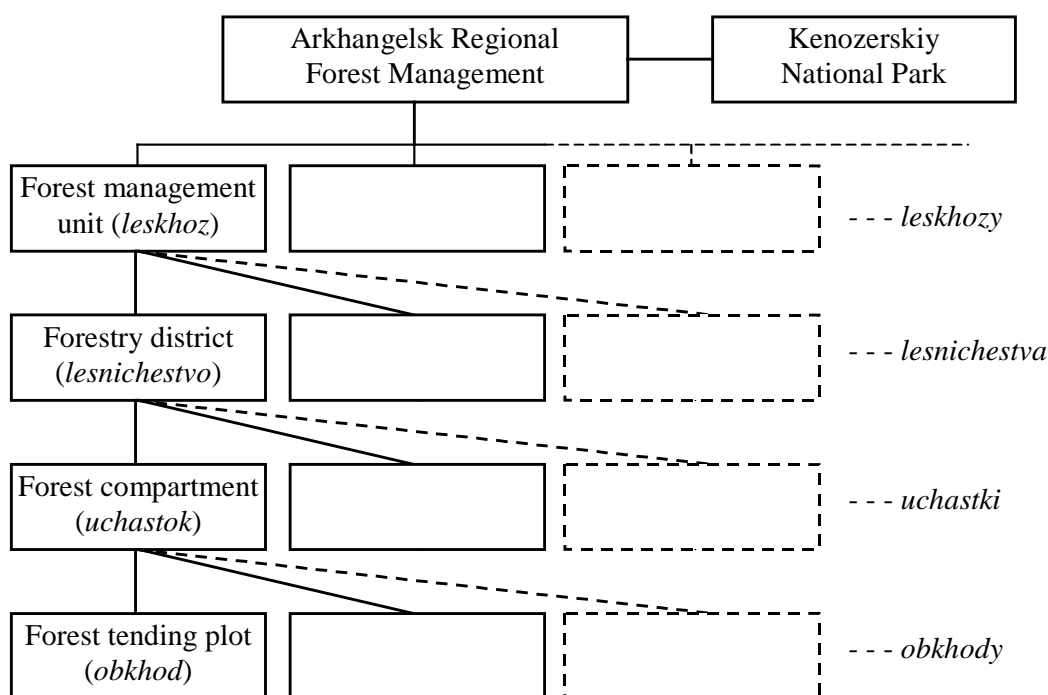 Arkhangelsk Regional
Forest Management
Kenozerskiy
National Park
Forest management
unit (leskhoz)
- - - leskhozy
Forestry district
(lesnichestvo)
- - - lesnichestva
Forest compartment
(uchastok)
- - - uchastki
Forest tending plot
(obkhod)
- - - obkhody